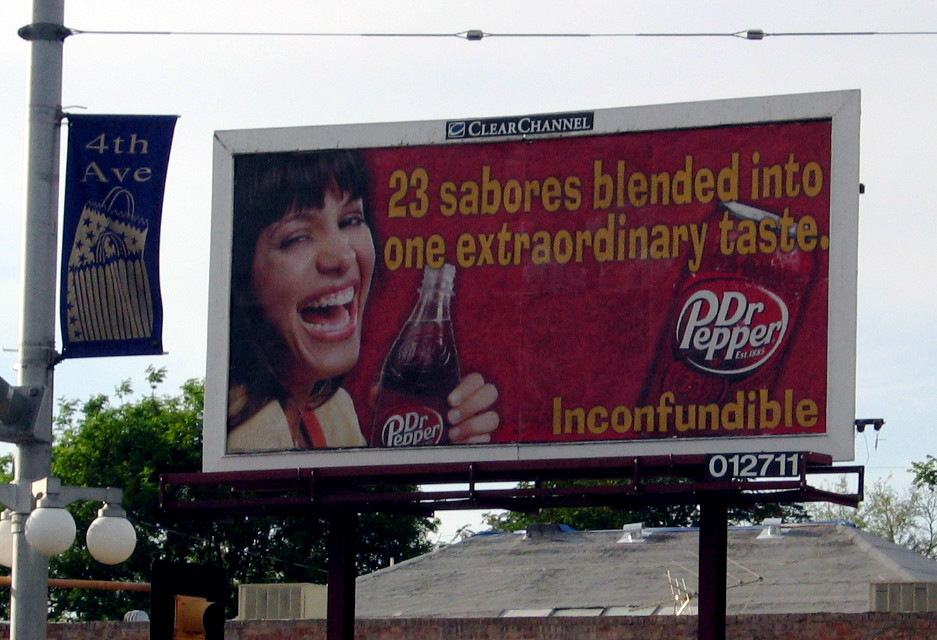 4th
Ave
CLEARCHANNEL
23 sabores blended into
one extraordinary taste.
Dr
Pepper
Est. 1885
Dr
Pepper
Inconfundible
012711